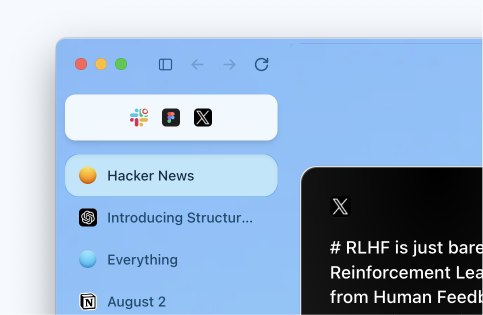 Hacker News
Introducing Structur...
Everything
August 2
# RLHF is just bare
Reinforcement Lea
from Human Feedb